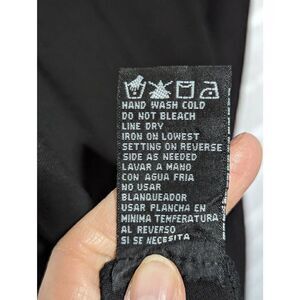 HAND WASH COLD
DO NOT BLEACH
LINE DRY
IRON ON LOWEST
SETTING ON REVERSE
SIDE AS NEEDED
LAVAR A MANO
CON AGUA FRIA
NO USAR
BLANQUEADOR
USAR PLANCHA EN
MINIMA TEMPERATURA
AL REVERSO
SI SE NECESITA